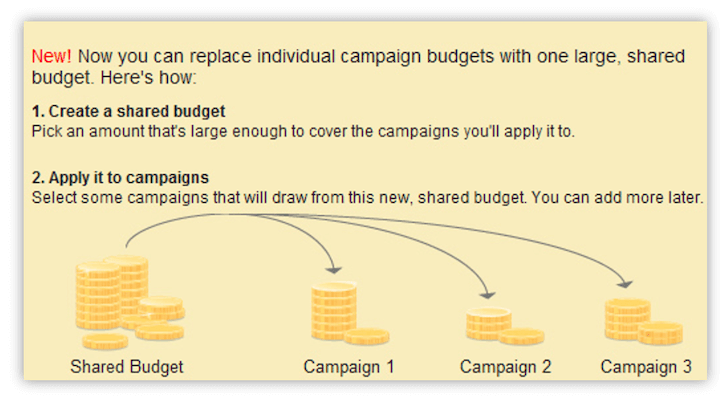 New! Now you can replace individual campaign budgets with one large, shared
budget. Here's how:
1. Create a shared budget
Pick an amount that's large enough to cover the campaigns you'll apply it to.
2. Apply it to campaigns
Select some campaigns that will draw from this new, shared budget. You can add more later.
Shared Budget
Campaign 1
Campaign 2
Campaign 3